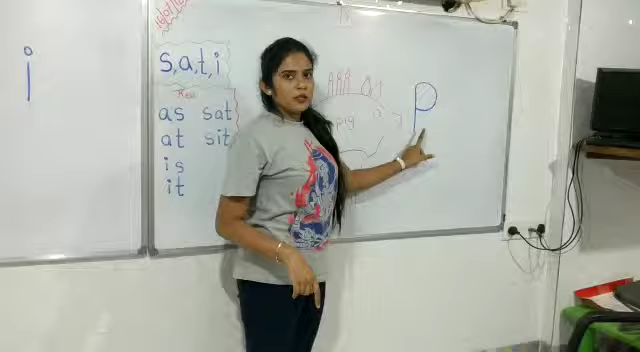 i
s, a, t, i
as sat
at sit
is
it
pig
p